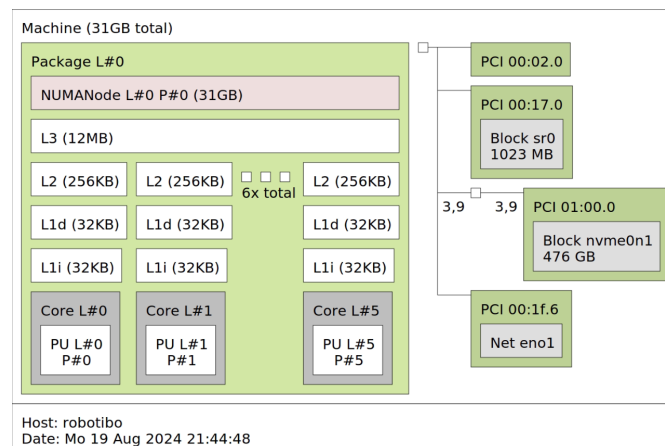 Machine (31GB total)
Package L#0
NUMANode L#0 P#0 (31GB)
L3 (12MB)
L2 (256KB)
L2 (256KB)
6x total
L2 (256KB)
L1d (32KB)
L1d (32KB)
L1d (32KB)
L1i (32KB)
L1i (32KB)
L1i (32KB)
Core L#0
PU L#0
P#0
Core L#1
PU L#1
P#1
Core L#5
PU L#5
P#5
PCI 00:02.0
PCI 00:17.0
Block sr0
1023 MB
3,9
3,9
PCI 01:00.0
Block nvme0n1
476 GB
PCI 00:1f.6
Net eno1
Host: robotibo
Date: Mo 19 Aug 2024 21:44:48